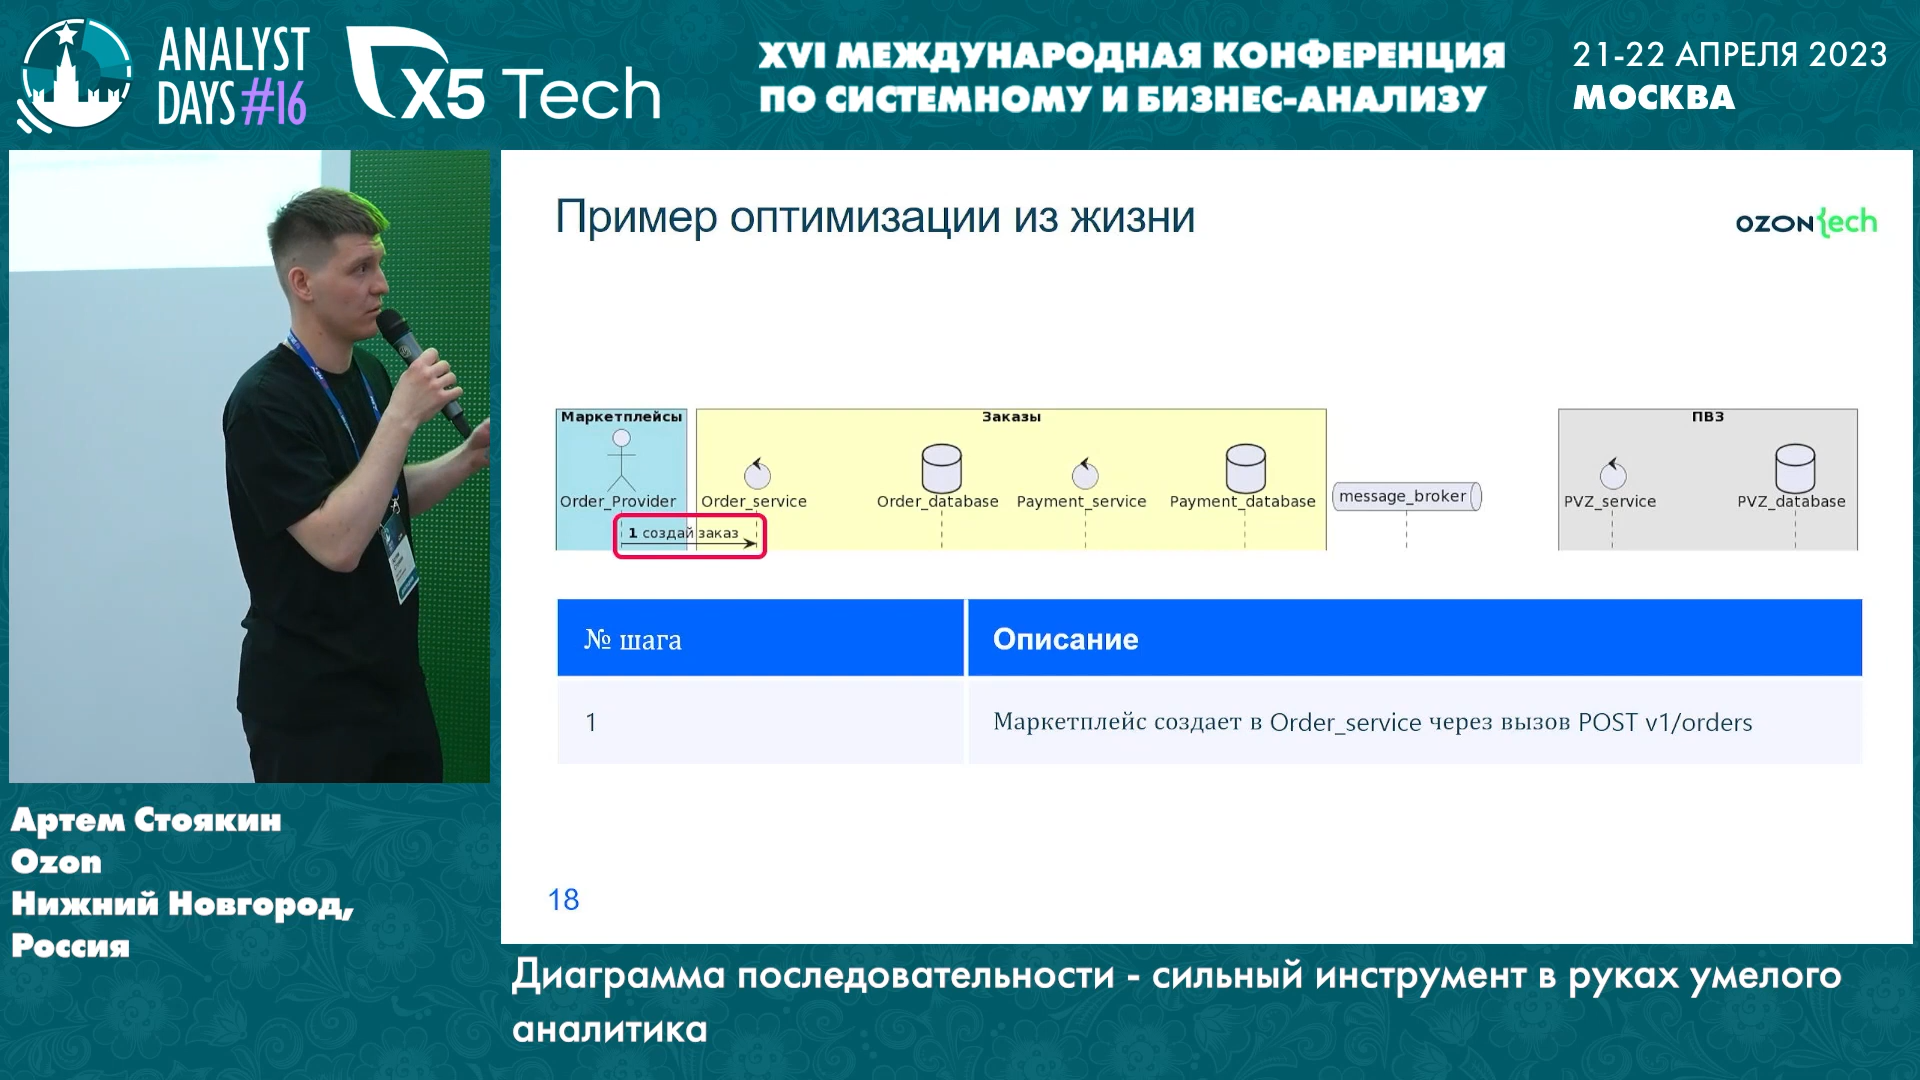 ANALYST
DAYS #16
X5 Tech
XVI МЕЖДУНАРОДНАЯ КОНФЕРЕНЦИЯ
ПО СИСТЕМНОМУ И БИЗНЕС-АНАЛИЗУ
21-22 АПРЕЛЯ 2023
МОСКВА
Пример оптимизации из жизни
ozon{ech
Маркетплейсы
Заказы
ПВЗ
Order_Provider
Order_service
Order_database
Payment_service
Payment_database
message_broker
PVZ_service
PVZ_database
1 создай заказ
№ шага
Описание
1
Маркетплейс создает в Order_service через вызов POST v1/orders
18
Артем Стоякин
Ozon
Нижний Новгород,
Россия
Диаграмма последовательности - сильный инструмент в руках умелого
аналитика